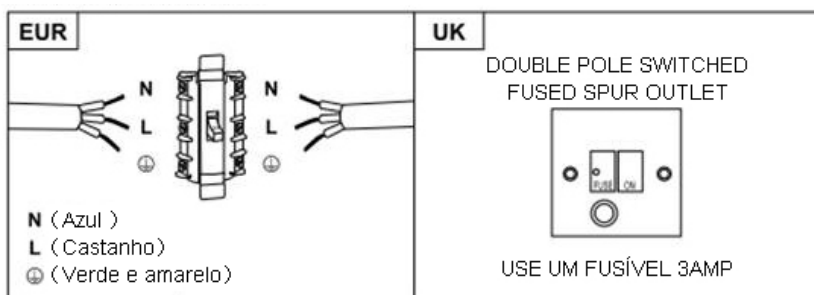 EUR
N
L
N
L
N (Azul)
L (Castanho)
(Verde e amarelo)
UK
DOUBLE POLE SWITCHED
FUSED SPUR OUTLET
FUSE
ON
USE UM FUSÍVEL 3AMP